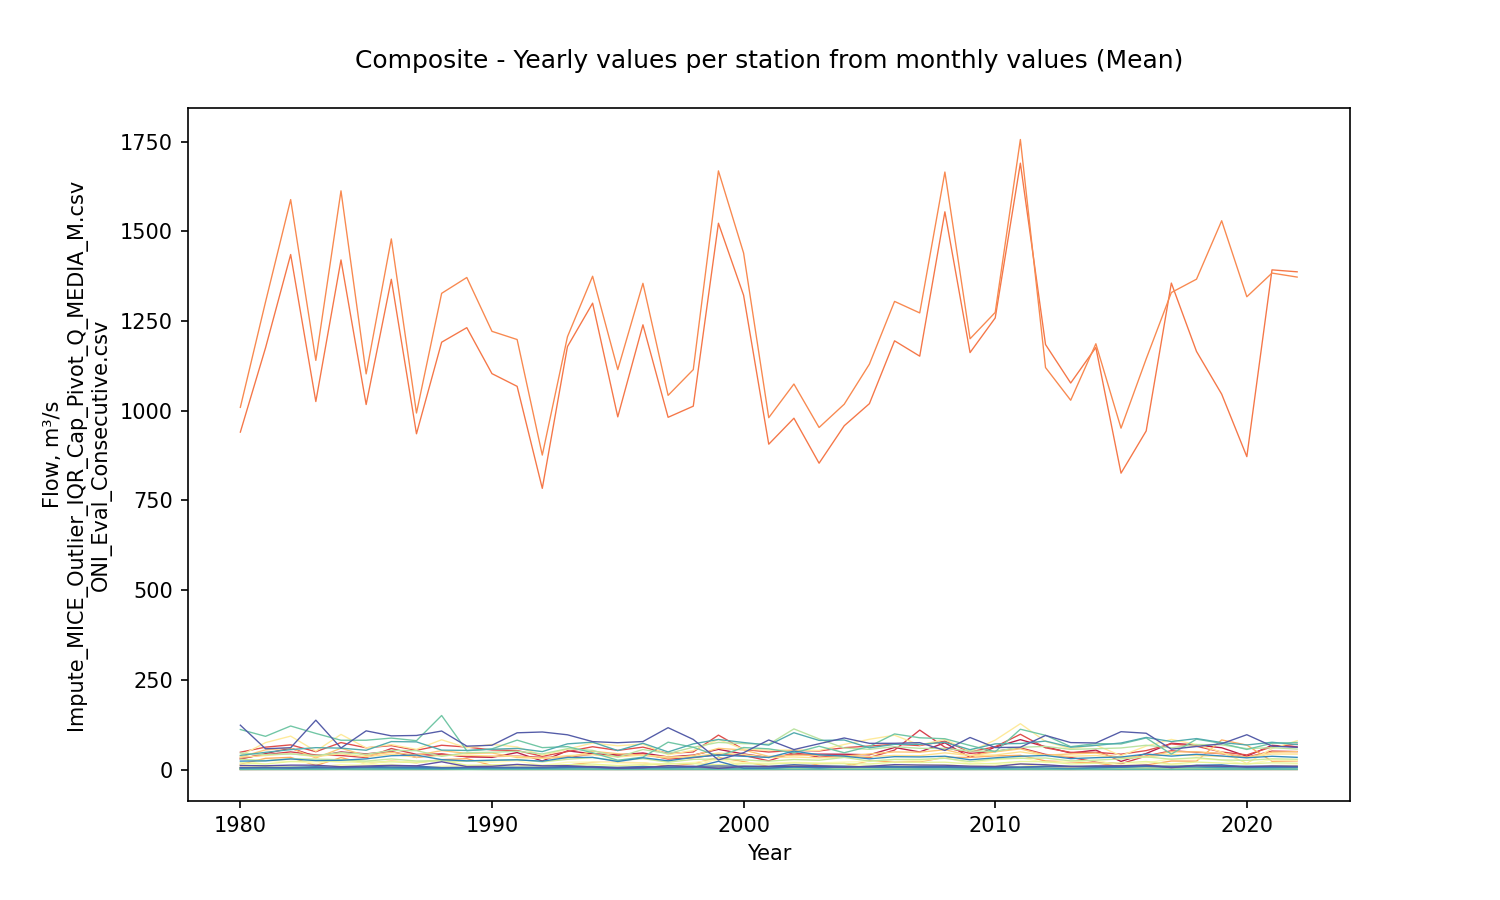 Composite - Yearly values per station from monthly values (Mean)
Flow, m³/s
Impute_MICE_Outlier_IQR_Cap_Pivot_Q_MEDIA_M.csv
ONI_Eval_Consecutive.csv
1750
1500
1250
1000
750
500
250
0
1980 1990 2000 2010 2020
Year